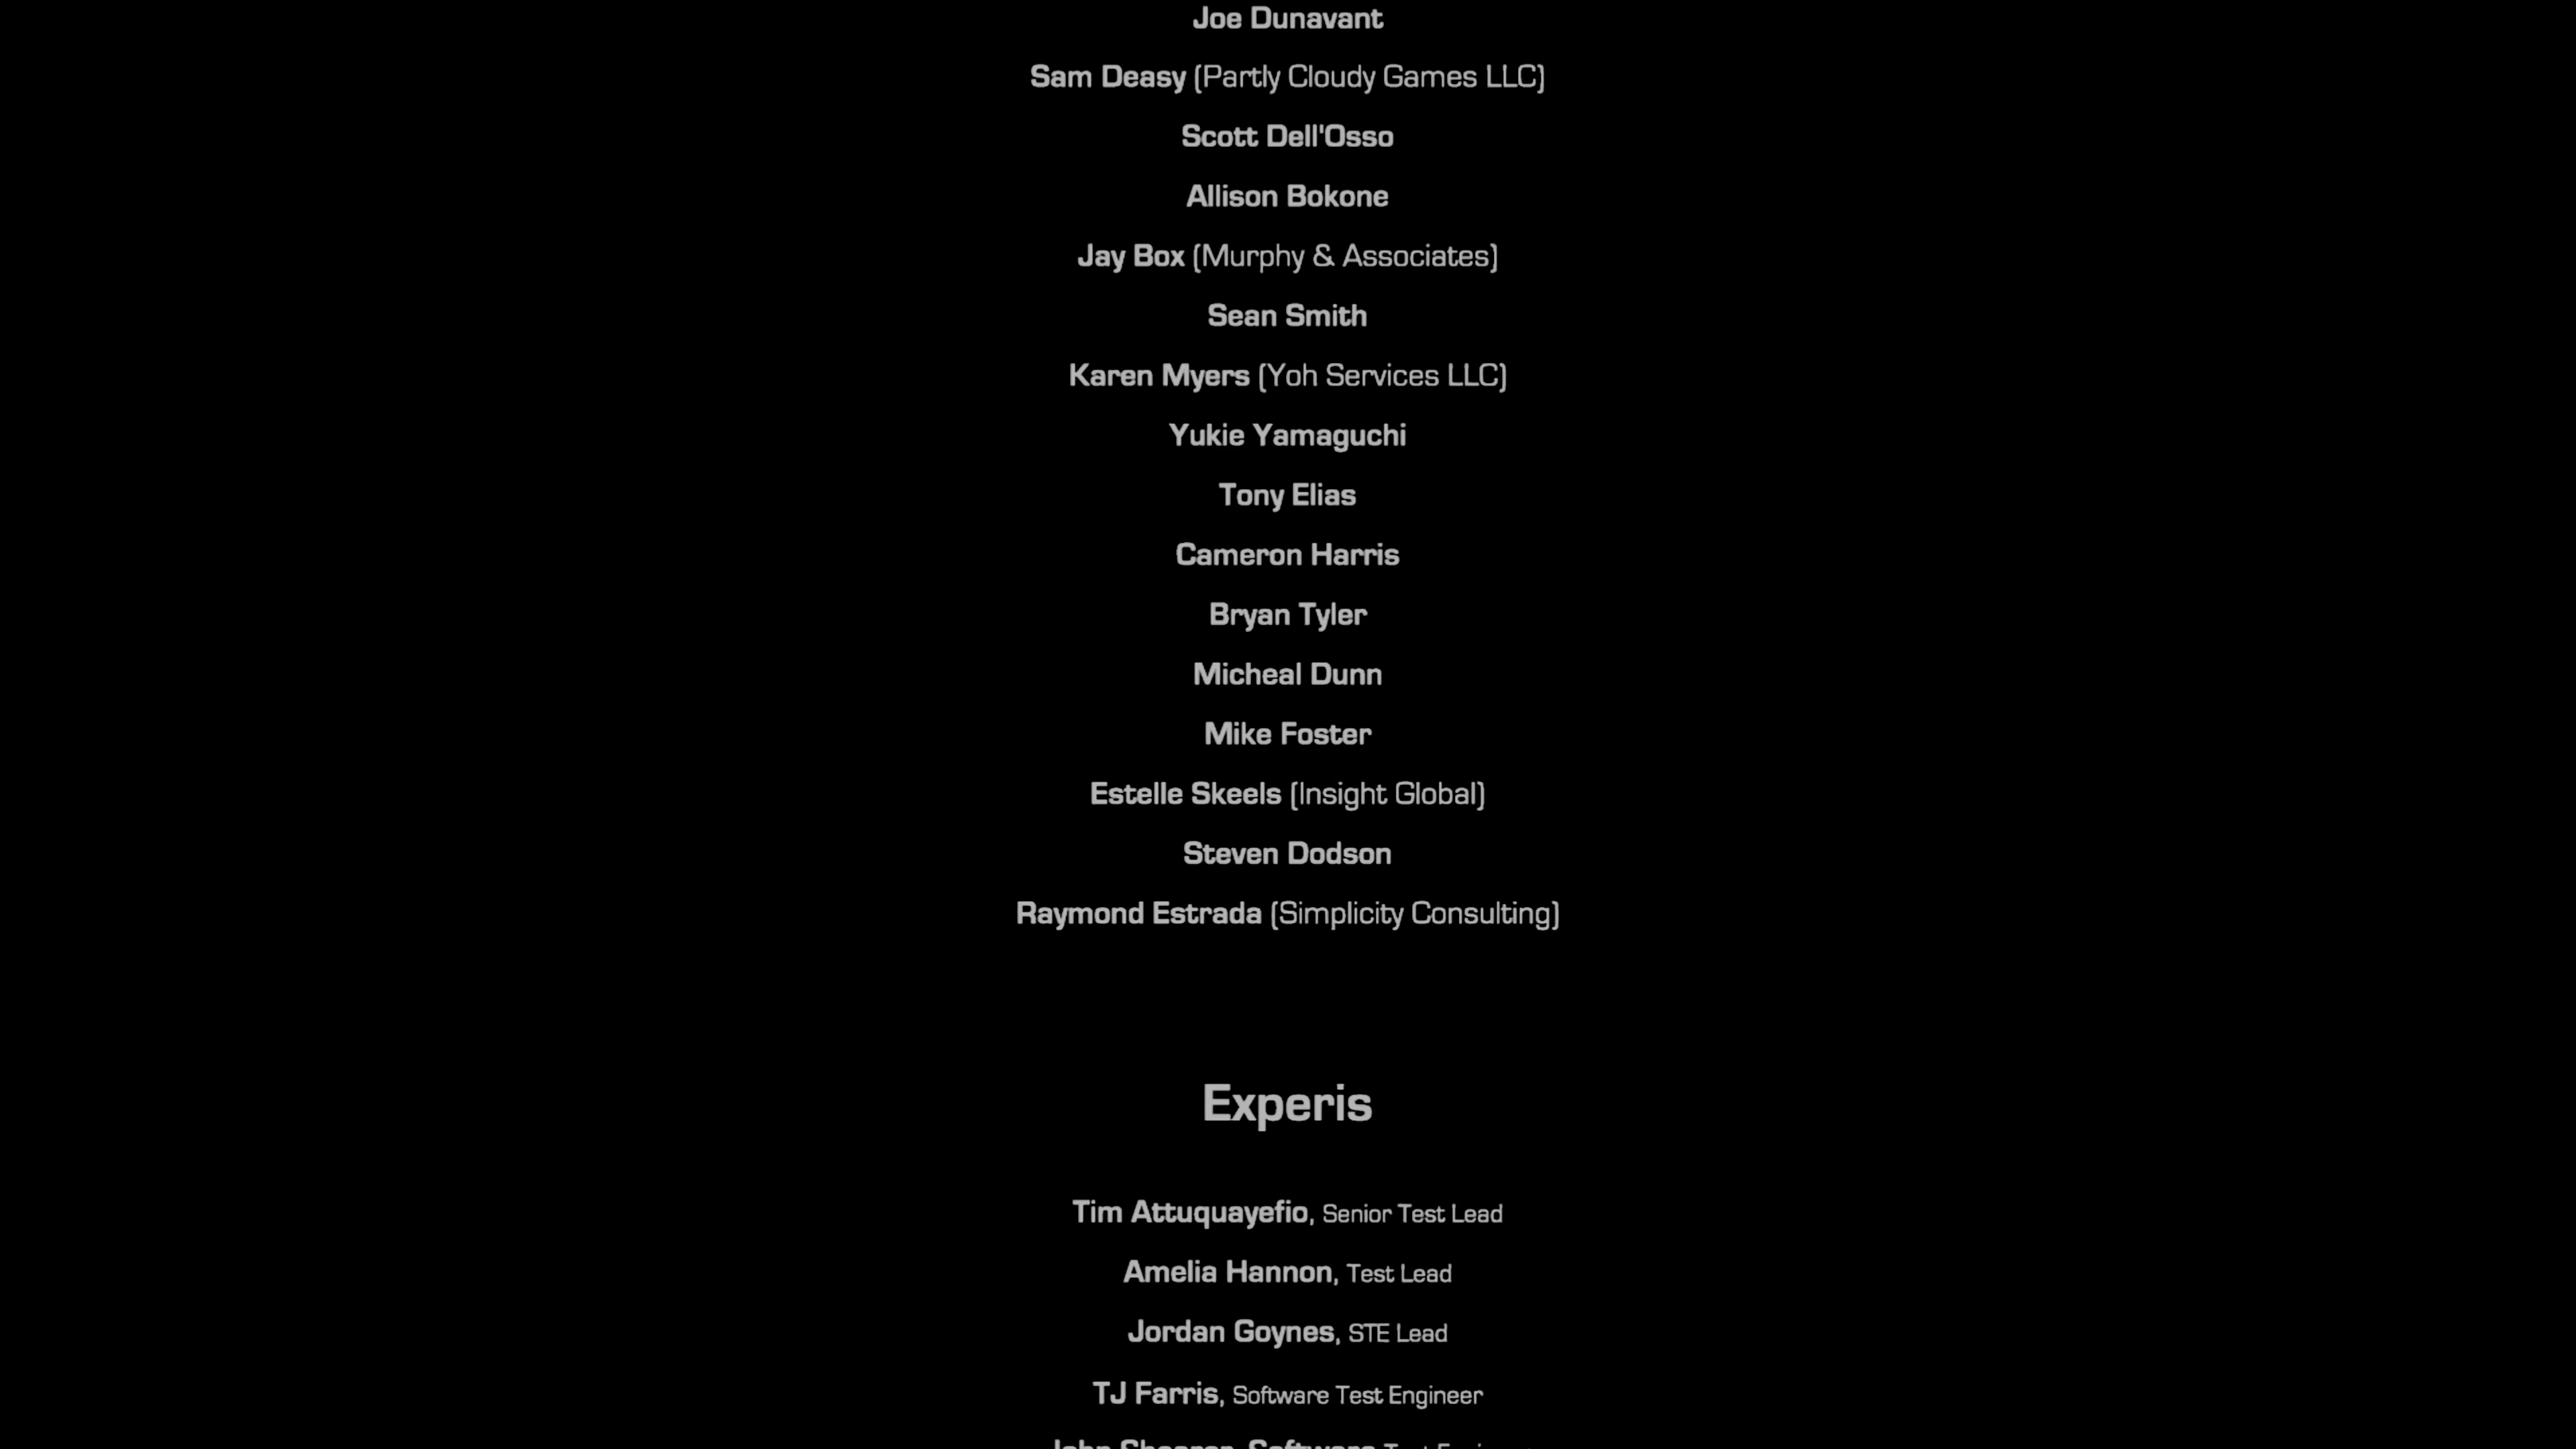 Joe Dunavant
Sam Deasy (Partly Cloudy Games LLC)
Scott Dell'Osso
Allison Bokone
Jay Box (Murphy & Associates)
Sean Smith
Karen Myers (Yoh Services LLC)
Yukie Yamaguchi
Tony Elias
Cameron Harris
Bryan Tyler
Micheal Dunn
Mike Foster
Estelle Skeels (Insight Global)
Steven Dodson
Raymond Estrada (Simplicity Consulting)
Experis
Tim Attuquayefio, Senior Test Lead
Amelia Hannon, Test Lead
Jordan Goynes, STE Lead
TJ Farris, Software Test Engineer
John Software Test